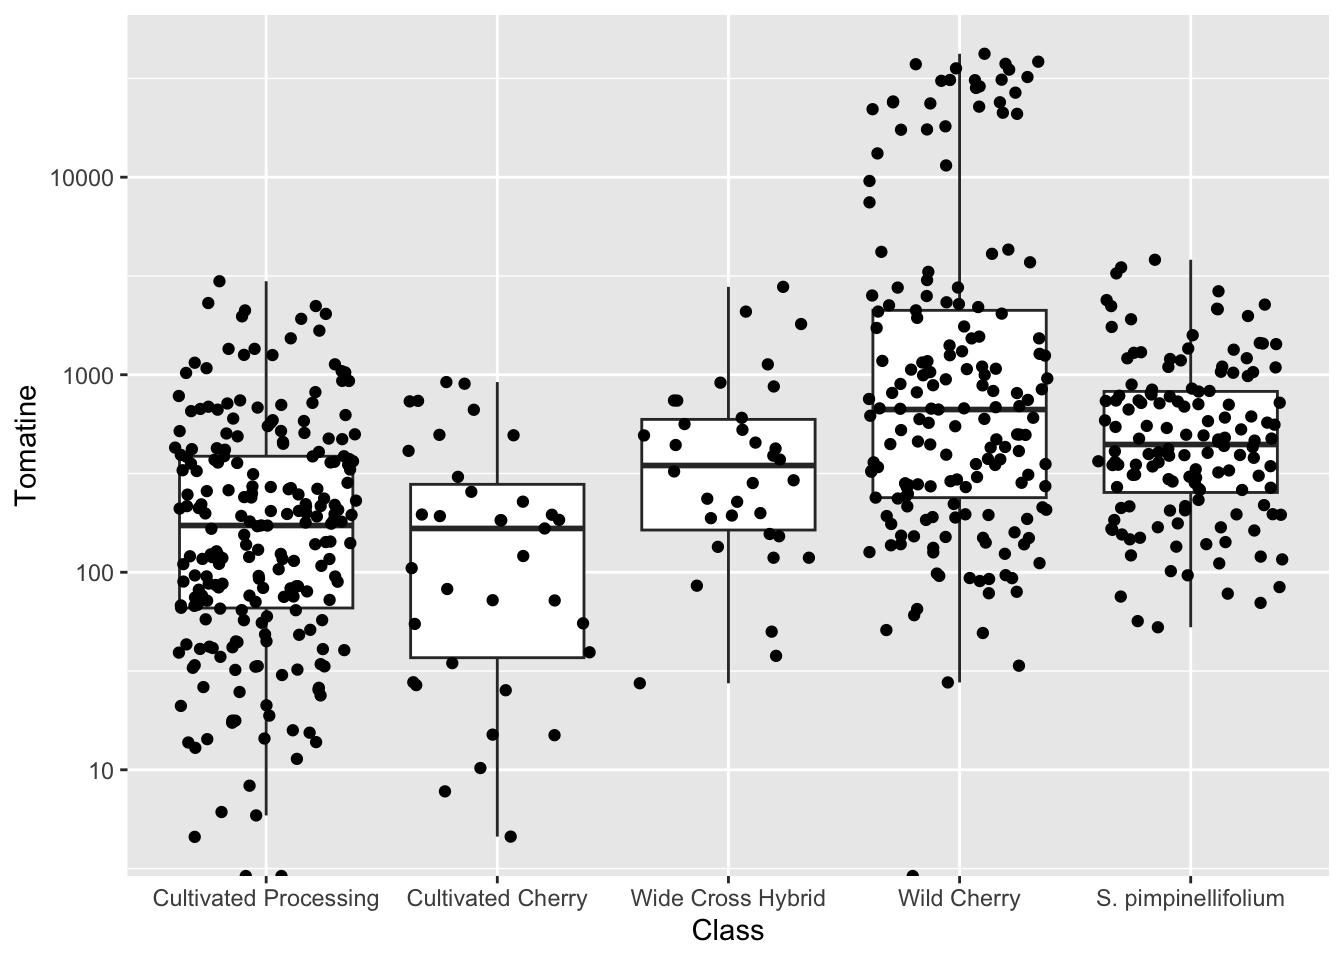 Tomatine
10000
1000
100
10
Cultivated Processing
Cultivated Cherry
Wide Cross Hybrid
Wild Cherry
S. pimpinellifolium
Class